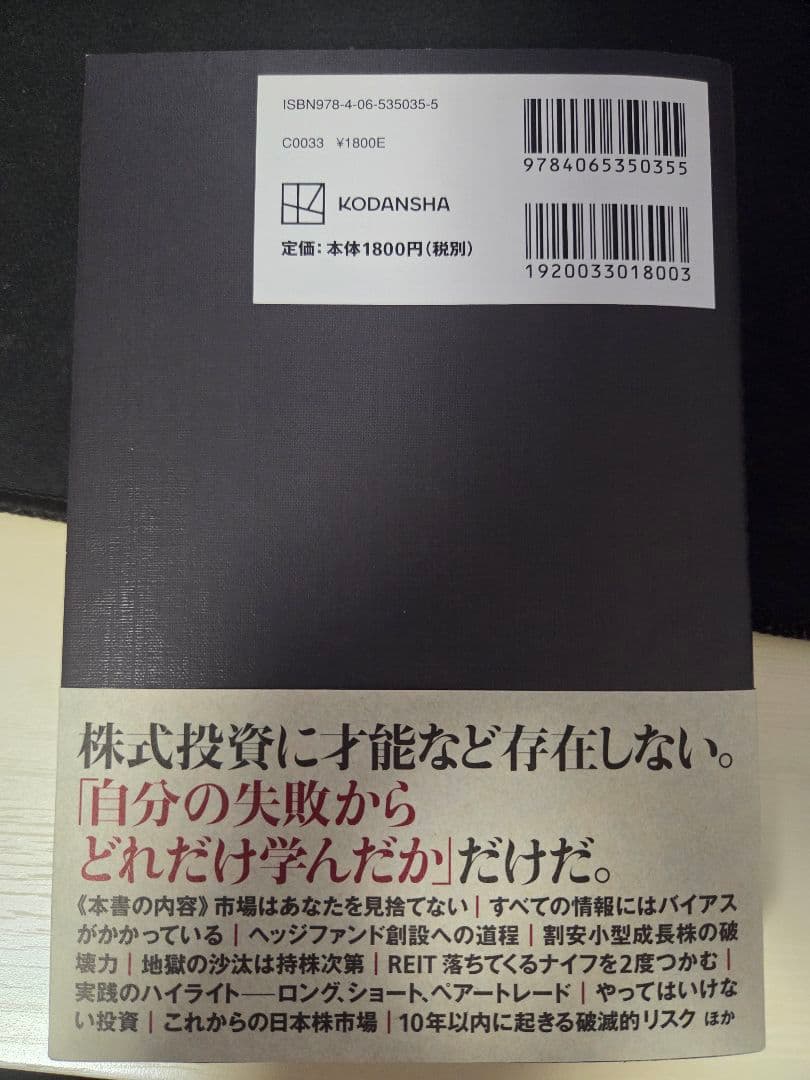 ISBN978-4-06-535035-5
C0033 ¥1800E
KODANSHA
定価：本体1800円（税別）
9784065350355
1920033018003
株式投資に才能など存在しない。
「自分の失敗から
どれだけ学んだか」だけだ。
《本書の内容》市場はあなたを見捨てない｜すべての情報にはバイアス
がかかっている｜ヘッジファンド創設への道程｜割安小型成長株の破
壊力｜地獄の沙汰は持株次第｜REIT 落ちてくるナイフを2度つかむ｜
実践のハイライト――ロング、ショート、ペアートレード｜やってはいけな
い投資｜これからの日本株市場｜10年以内に起きる破滅的リスク ほか